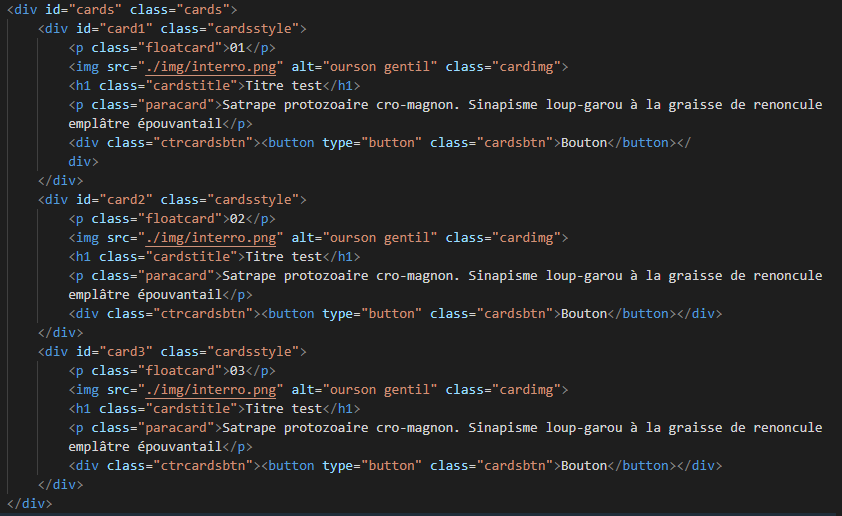 <div id="cards" class="cards">
<div id="card1" class="cardsstyle">
<p class="floatcard">01</p>
<img src="./img/interro.png" alt="ourson gentil" class="cardimg">
<h1 class="cardstitle">Titre test</h1>
<p class="paracard">Satrape protozoaire cro-magnon. Sinapisme loup-garou à la graisse de renoncule
emplâtre épouvantail</p>
<div class="ctrcardsbtn"><button type="button" class="cardsbtn">Bouton</button></
div>
</div>
<div id="card2" class="cardsstyle">
<p class="floatcard">02</p>
<img src="./img/interro.png" alt="ourson gentil" class="cardimg">
<h1 class="cardstitle">Titre test</h1>
<p class="paracard">Satrape protozoaire cro-magnon. Sinapisme loup-garou à la graisse de renoncule
emplâtre épouvantail</p>
<div class="ctrcardsbtn"><button type="button" class="cardsbtn">Bouton</button></div>
</div>
<div id="card3" class="cardsstyle">
<p class="floatcard">03</p>
<img src="./img/interro.png" alt="ourson gentil" class="cardimg">
<h1 class="cardstitle">Titre test</h1>
<p class="paracard">Satrape protozoaire cro-magnon. Sinapisme loup-garou à la graisse de renoncule
emplâtre épouvantail</p>
<div class="ctrcardsbtn"><button type="button" class="cardsbtn">Bouton</button></div>
</div>
</div>